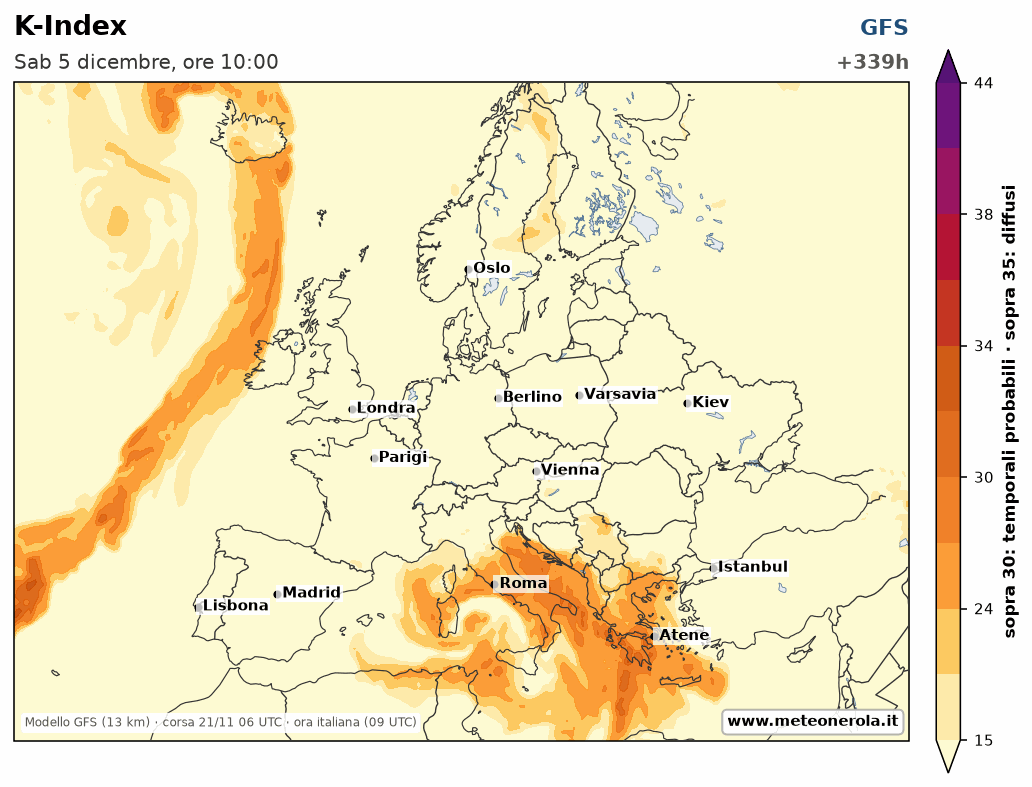 K-Index
GFS
Sab 5 dicembre, ore 10:00
+339h
44
38
34
30
24
15
sopra 30: temporali probabili · sopra 35: diffusi
Oslo
Berlino
Varsavia
Kiev
Londra
Parigi
Vienna
Istanbul
Roma
Madrid
Lisbona
Atene
Modello GFS (13 km) · corsa 21/11 06 UTC · ora italiana (09 UTC)
www.meteonerola.it